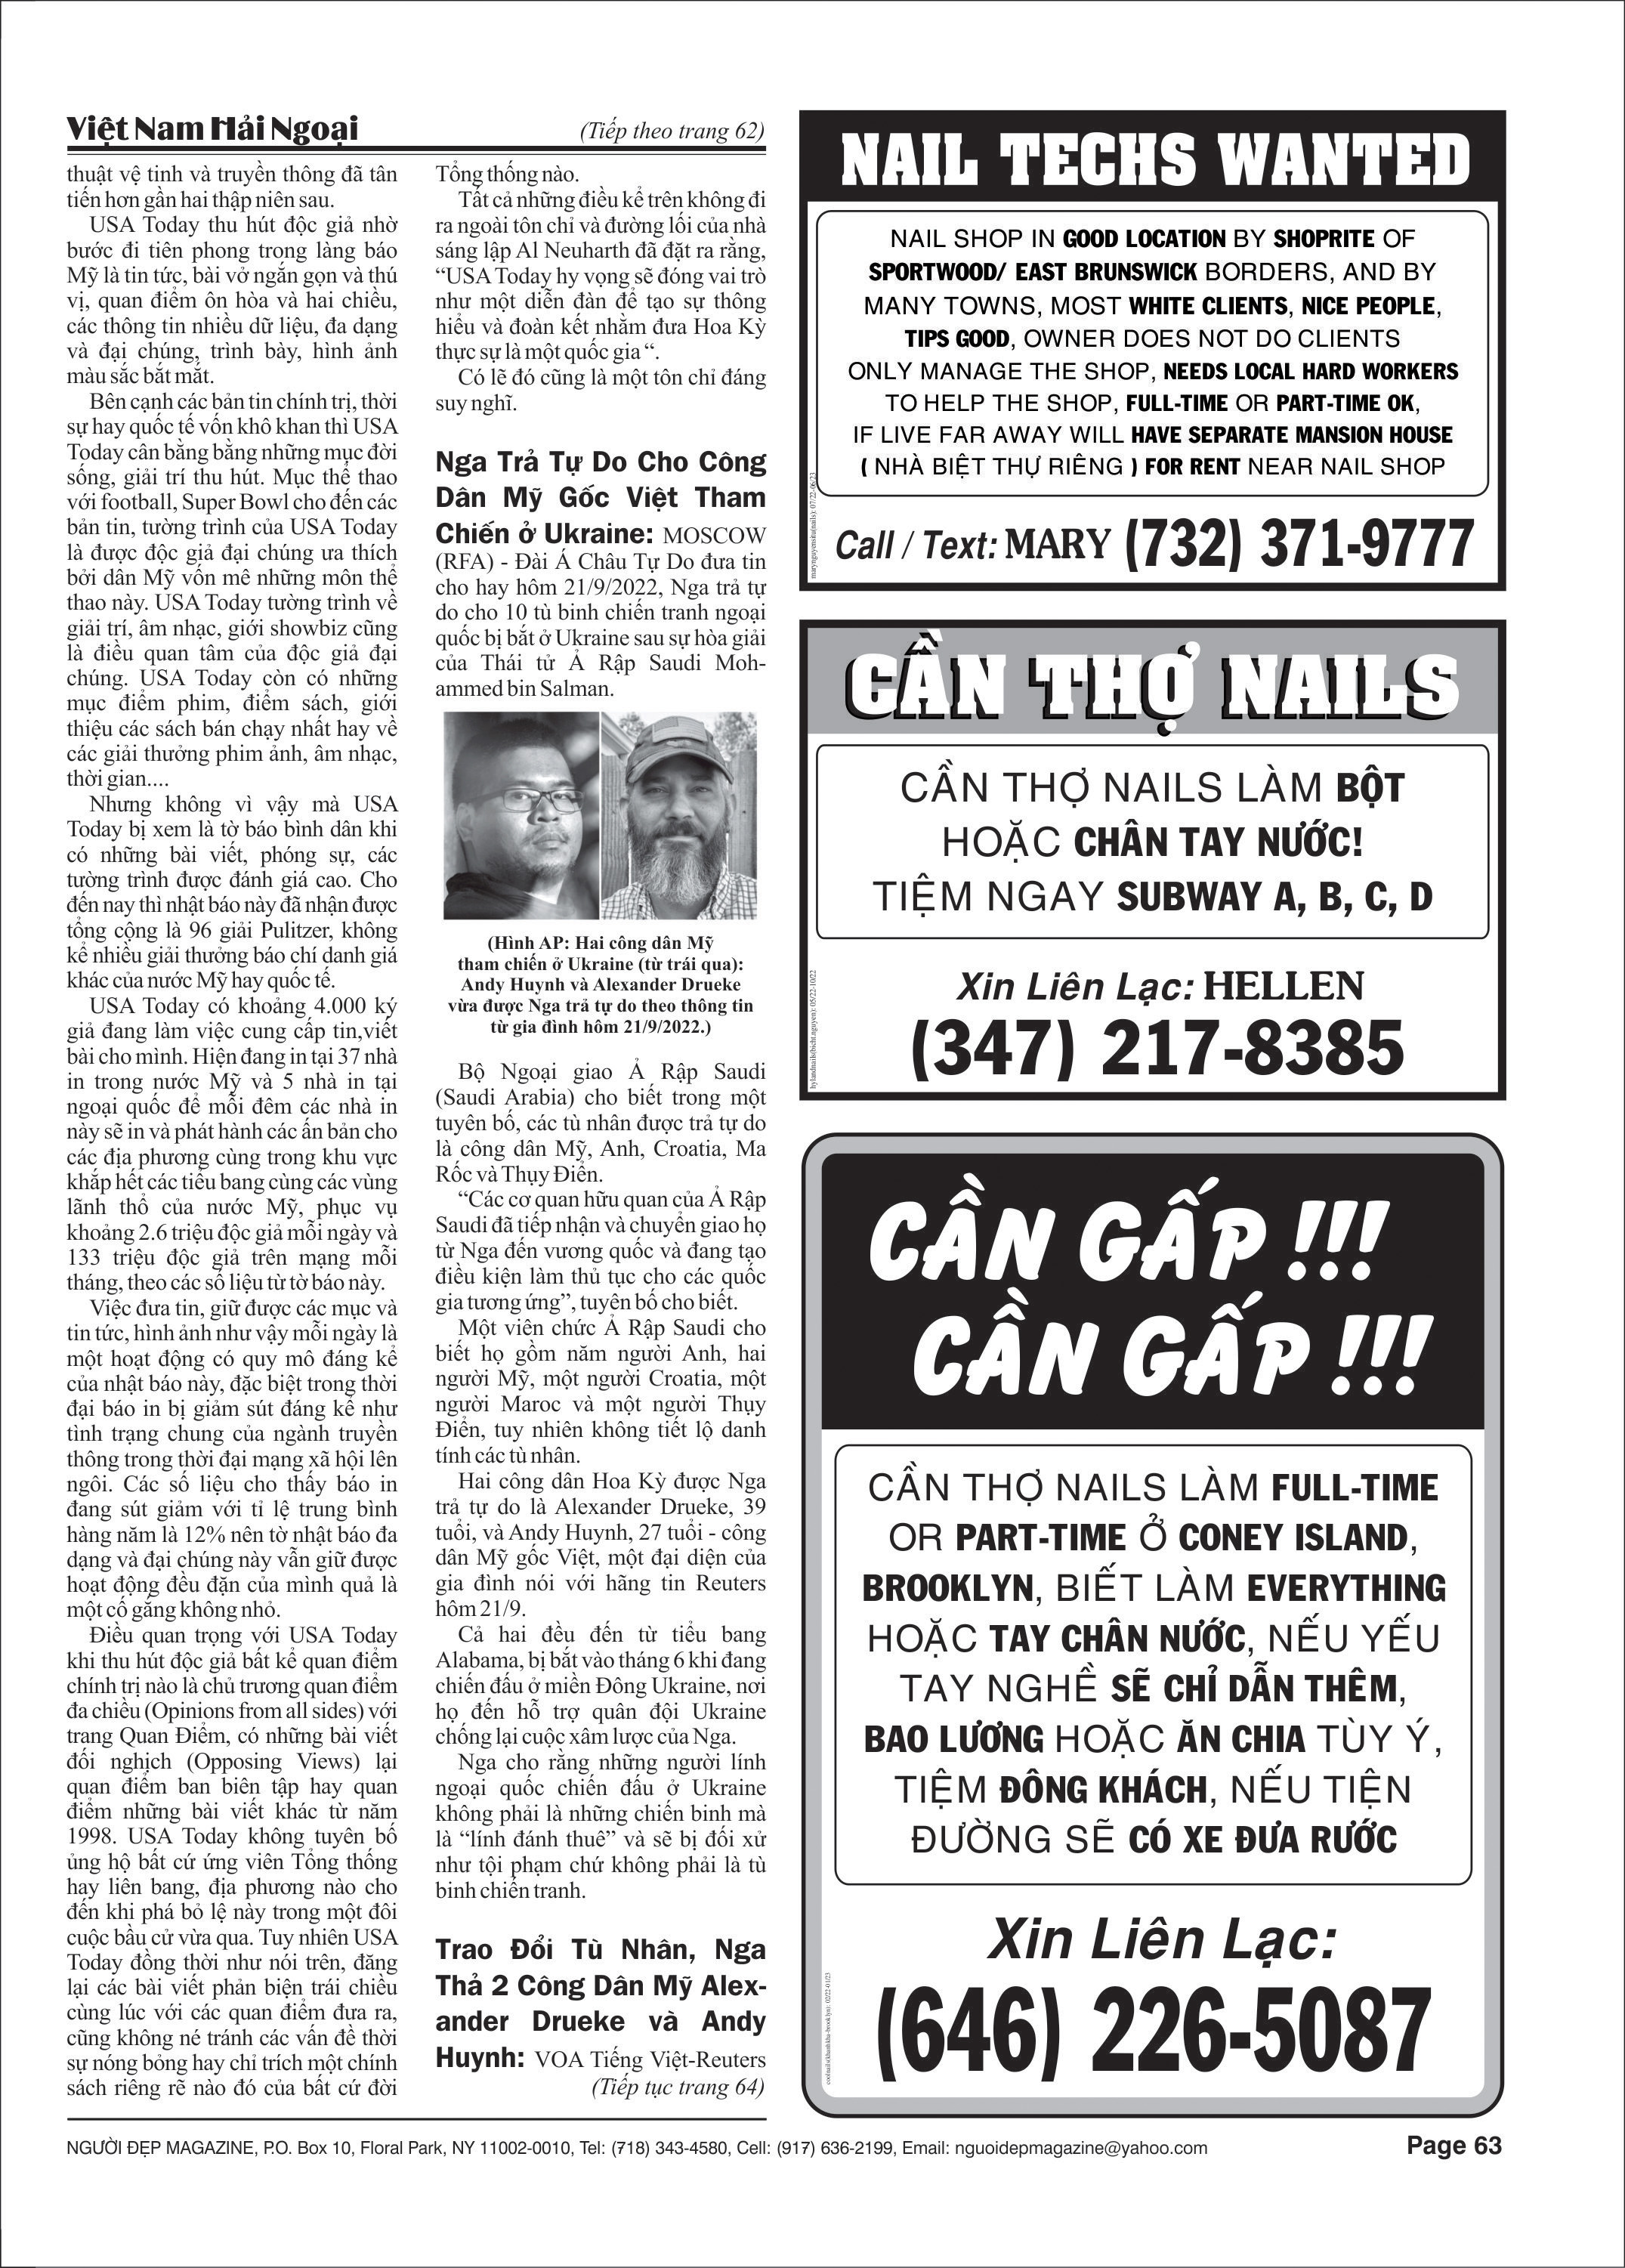 Việt Nam Hải Ngoại
(Tiếp theo trang 62)
thuật vệ tinh và truyền thông đã tân
tiến hơn gần hai thập niên sau.
USA Today thu hút độc giả nhờ
bước đi tiên phong trong làng báo
Mỹ là tin tức, bài vở ngắn gọn và thú
vị, quan điểm ôn hòa và hai chiều,
các thông tin nhiều dữ liệu, đa dạng
và đại chúng, trình bày, hình ảnh
màu sắc bắt mắt.
Bên cạnh các bản tin chính trị, thời
sự hay quốc tế vốn khô khan thì USA
Today cân bằng bằng những mục đời
sống, giải trí thu hút. Mục thể thao
với football, Super Bowl cho đến các
bản tin, tường trình của USA Today
là được độc giả đại chúng ưa thích
bởi dân Mỹ vốn mê những môn thể
thao này. USA Today tường trình về
giải trí, âm nhạc, giới showbiz cũng
là điều quan tâm của độc giả đại
chúng. USA Today còn có những
mục điểm phim, điểm sách, giới
thiệu các sách bán chạy nhất hay về
các giải thưởng phim ảnh, âm nhạc,
thời gian....
Nhưng không vì vậy mà USA
Today bị xem là tờ báo bình dân khi
có những bài viết, phóng sự, các
tường trình được đánh giá cao. Cho
đến nay thì nhật báo này đã nhận được
tổng cộng là 96 giải Pulitzer, không
kể nhiều giải thưởng báo chí danh giá
khác của nước Mỹ hay quốc tế.
USA Today có khoảng 4.000 ký
giả đang làm việc cung cấp tin,viết
bài cho mình. Hiện đang in tại 37 nhà
in trong nước Mỹ và 5 nhà in tại
ngoại quốc để mỗi đêm các nhà in
này sẽ in và phát hành các ấn bản cho
các địa phương cùng trong khu vực
khắp hết các tiểu bang cùng các vùng
lãnh thổ của nước Mỹ, phục vụ
khoảng 2.6 triệu độc giả mỗi ngày và
133 triệu độc giả trên mạng mỗi
tháng, theo các số liệu từ tờ báo này.
Việc đưa tin, giữ được các mục và
tin tức, hình ảnh như vậy mỗi ngày là
một hoạt động có quy mô đáng kể
của nhật báo này, đặc biệt trong thời
đại báo in bị giảm sút đáng kể như
tình trạng chung của ngành truyền
thông trong thời đại mạng xã hội lên
ngôi. Các số liệu cho thấy báo in
đang sút giảm với tỉ lệ trung bình
hàng năm là 12% nên tờ nhật báo đa
dạng và đại chúng này vẫn giữ được
hoạt động đều đặn của mình quả là
một cố gắng không nhỏ.
Điều quan trọng với USA Today
khi thu hút độc giả bất kể quan điểm
chính trị nào là chủ trương quan điểm
đa chiều (Opinions from all sides) với
trang Quan Điểm, có những bài viết
đối nghịch (Opposing Views) lại
quan điểm ban biên tập hay quan
điểm những bài viết khác từ năm
1998. USA Today không tuyên bố
ủng hộ bất cứ ứng viên Tổng thống
hay liên bang, địa phương nào cho
đến khi phá bỏ lệ này trong một đôi
cuộc bầu cử vừa qua. Tuy nhiên USA
Today đồng thời như nói trên, đăng
lại các bài viết phản biện trái chiều
cùng lúc với các quan điểm đưa ra,
cũng không né tránh các vấn đề thời
sự nóng bỏng hay chỉ trích một chính
sách riêng rẽ nào đó của bất cứ đời
Tổng thống nào.
Tất cả những điều kể trên không đi
ra ngoài tôn chỉ và đường lối của nhà
sáng lập Al Neuharth đã đặt ra rằng,
“USA Today hy vọng sẽ đóng vai trò
như một diễn đàn để tạo sự thông
hiểu và đoàn kết nhằm đưa Hoa Kỳ
thực sự là một quốc gia “.
Có lẽ đó cũng là một tôn chỉ đáng
suy nghĩ.
Nga Trả Tự Do Cho Công
Dân Mỹ Gốc Việt Tham
Chiến ở Ukraine: MOSCOW
(RFA) - Đài Á Châu Tự Do đưa tin
cho hay hôm 21/9/2022, Nga trả tự
do cho 10 tù binh chiến tranh ngoại
quốc bị bắt ở Ukraine sau sự hòa giải
của Thái tử Ả Rập Saudi Moh-
ammed bin Salman.
(Hình AP: Hai công dân Mỹ
tham chiến ở Ukraine (từ trái qua):
Andy Huynh và Alexander Drueke
vừa được Nga trả tự do theo thông tin
từ gia đình hôm 21/9/2022.)
Bộ Ngoại giao Ả Rập Saudi
(Saudi Arabia) cho biết trong một
tuyên bố, các tù nhân được trả tự do
là công dân Mỹ, Anh, Croatia, Ma
Rốc và Thụy Điển.
“Các cơ quan hữu quan của Ả Rập
Saudi đã tiếp nhận và chuyển giao họ
từ Nga đến vương quốc và đang tạo
điều kiện làm thủ tục cho các quốc
gia tương ứng”, tuyên bố cho biết.
Một viên chức Ả Rập Saudi cho
biết họ gồm năm người Anh, hai
người Mỹ, một người Croatia, một
người Maroc và một người Thụy
Điển, tuy nhiên không tiết lộ danh
tính các tù nhân.
Hai công dân Hoa Kỳ được Nga
trả tự do là Alexander Drueke, 39
tuổi, và Andy Huynh, 27 tuổi - công
dân Mỹ gốc Việt, một đại diện của
gia đình nói với hãng tin Reuters
hôm 21/9.
Cả hai đều đến từ tiểu bang
Alabama, bị bắt vào tháng 6 khi đang
chiến đấu ở miền Đông Ukraine, nơi
họ đến hỗ trợ quân đội Ukraine
chống lại cuộc xâm lược của Nga.
Nga cho rằng những người lính
ngoại quốc chiến đấu ở Ukraine
không phải là những chiến binh mà
là “lính đánh thuê” và sẽ bị đối xử
như tội phạm chứ không phải là tù
binh chiến tranh.
Trao Đổi Tù Nhân, Nga
Thả 2 Công Dân Mỹ Alex-
ander Drueke và Andy
Huynh: VOA Tiếng Việt-Reuters
(Tiếp tục trang 64)
NAIL TECHS WANTED
NAIL SHOP IN GOOD LOCATION BY SHOPRITE OF
SPORTWOOD/ EAST BRUNSWICK BORDERS, AND BY
MANY TOWNS, MOST WHITE CLIENTS, NICE PEOPLE,
TIPS GOOD, OWNER DOES NOT DO CLIENTS
ONLY MANAGE THE SHOP, NEEDS LOCAL HARD WORKERS
TO HELP THE SHOP, FULL-TIME OR PART-TIME OK,
IF LIVE FAR AWAY WILL HAVE SEPARATE MANSION HOUSE
( NHÀ BIỆT THỰ RIÊNG ) FOR RENT NEAR NAIL SHOP
Call / Text: MARY (732) 371-9777
CẦN THỢ NAILS
CẦN THỢ NAILS LÀM BỘT
HOẶC CHÂN TAY NƯỚC!
TIỆM NGAY SUBWAY A, B, C, D
Xin Liên Lạc: HELLEN
(347) 217-8385
CẦN GẤP !!!
CẦN GẤP !!!
CẦN THỢ NAILS LÀM FULL-TIME
OR PART-TIME Ở CONEY ISLAND,
BROOKLYN, BIẾT LÀM EVERYTHING
HOẶC TAY CHÂN NƯỚC, NẾU YẾU
TAY NGHỀ SẼ CHỈ DẪN THÊM,
BAO LƯƠNG HOẶC ĂN CHIA TÙY Ý,
TIỆM ĐÔNG KHÁCH, NẾU TIỆN
ĐƯỜNG SẼ CÓ XE ĐƯA RƯỚC
Xin Liên Lạc:
(646) 226-5087
NGƯỜI ĐẸP MAGAZINE, P.O. Box 10, Floral Park, NY 11002-0010, Tel: (718) 343-4580, Cell: (917) 636-2199, Email: nguoidepmagazine@yahoo.com
Page 63